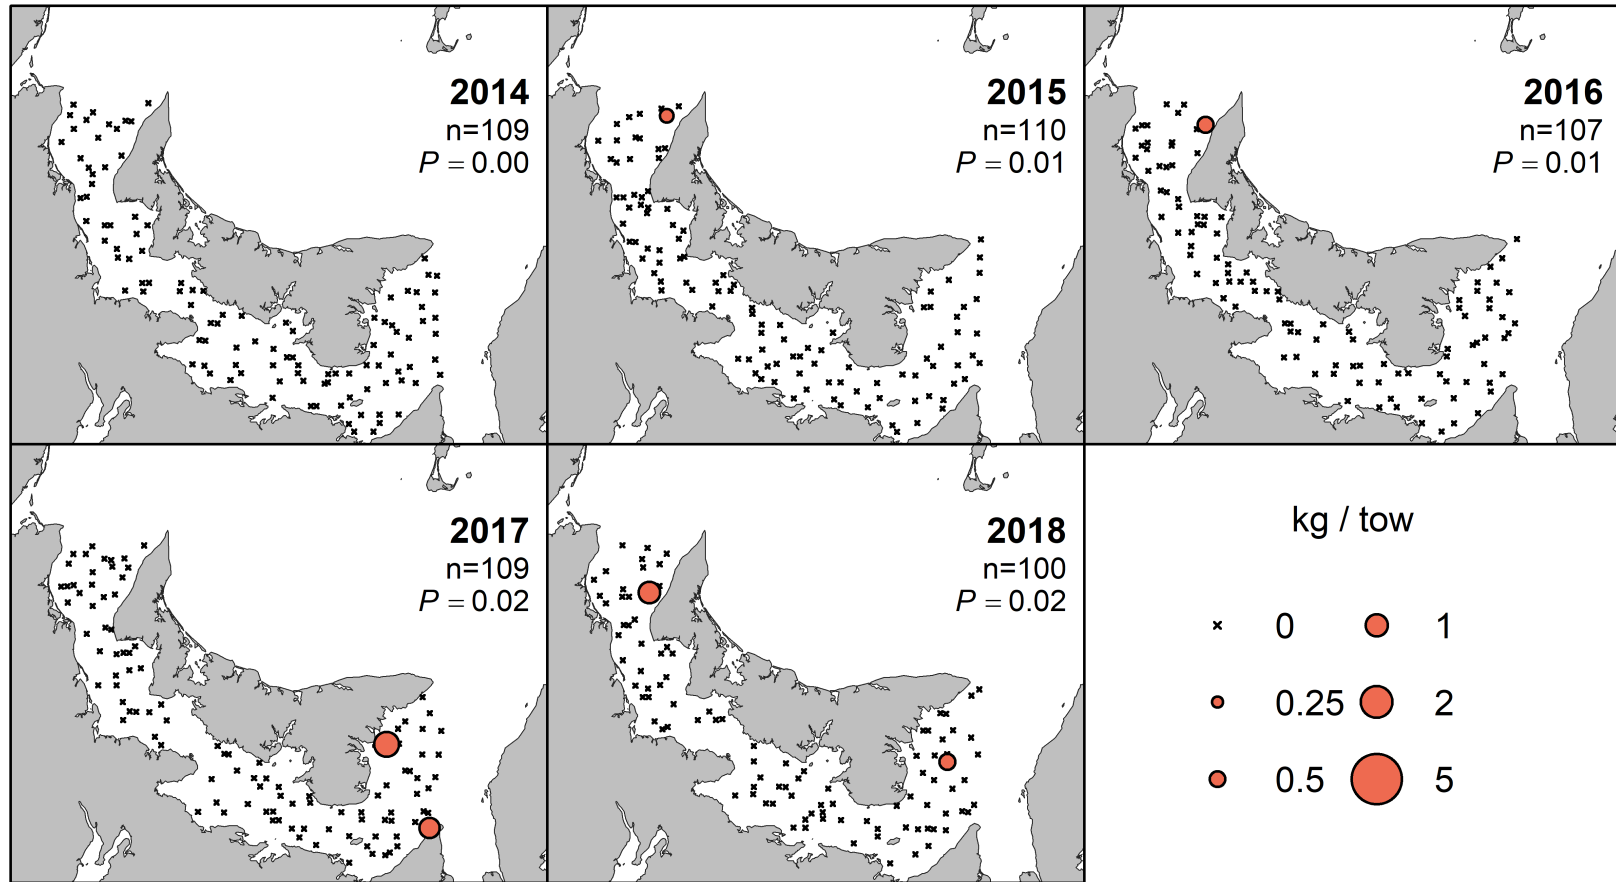 2014
n=109
P = 0.00
2015
n=110
P = 0.01
2016
n=107
P = 0.01
2017
n=109
P = 0.02
2018
n=100
P = 0.02
kg / tow
0 1
0.25 2
0.5 5